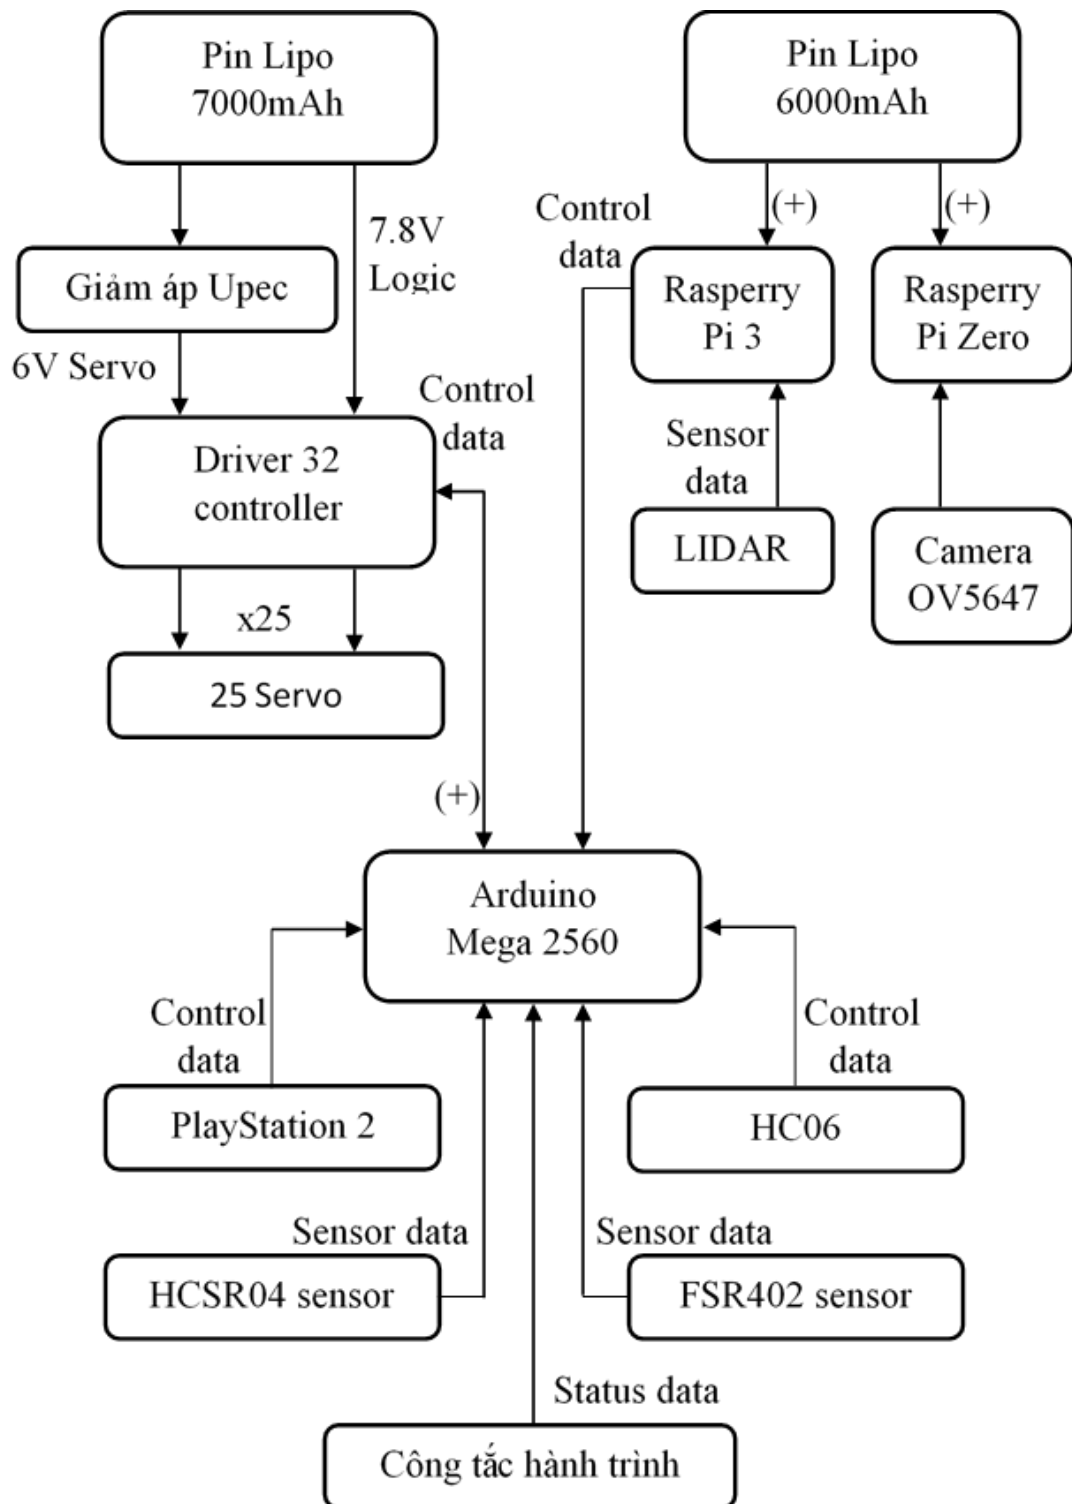 Pin Lipo
7000mAh
Pin Lipo
6000mAh
7.8V
Logic
Control
data
(+)
(+)
Giảm áp Upec
Rasperry
Pi 3
Rasperry
Pi Zero
6V Servo
Control
data
Driver 32
controller
Sensor
data
LIDAR
Camera
OV5647
x25
25 Servo
(+)
Arduino
Mega 2560
Control
data
Control
data
PlayStation 2
HC06
Sensor data
Sensor data
HCSR04 sensor
FSR402 sensor
Status data
Công tắc hành trình